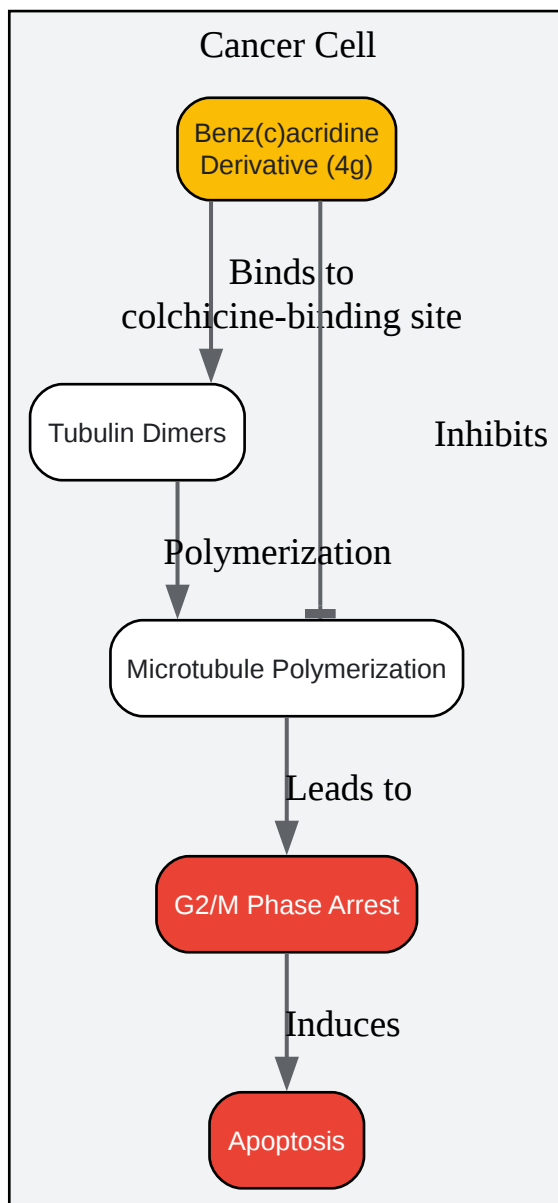 Cancer Cell
Benz(c)acridine
Derivative (4g)
Binds to
colchicine-binding site
Tubulin Dimers
Inhibits
Polymerization
Microtubule Polymerization
Leads to
G2/M Phase Arrest
Induces
Apoptosis